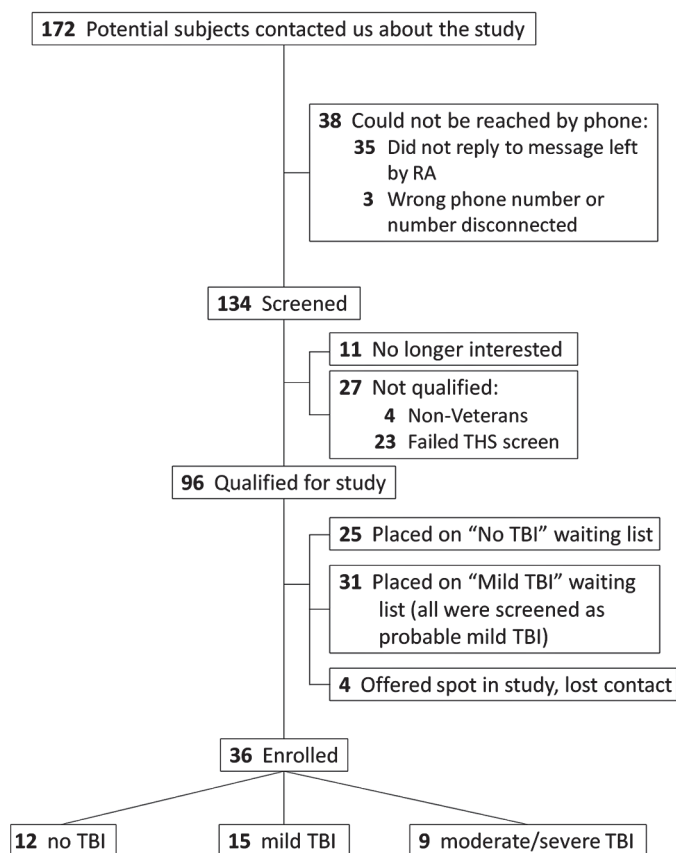 172 Potential subjects contacted us about the study
38 Could not be reached by phone:
35 Did not reply to message left
by RA
3 Wrong phone number or
number disconnected
134 Screened
11 No longer interested
27 Not qualified:
4 Non-Veterans
23 Failed THS screen
96 Qualified for study
25 Placed on “No TBI” waiting list
31 Placed on “Mild TBI” waiting
list (all were screened as
probable mild TBI)
4 Offered spot in study, lost contact
36 Enrolled
12 no TBI
15 mild TBI
9 moderate/severe TBI